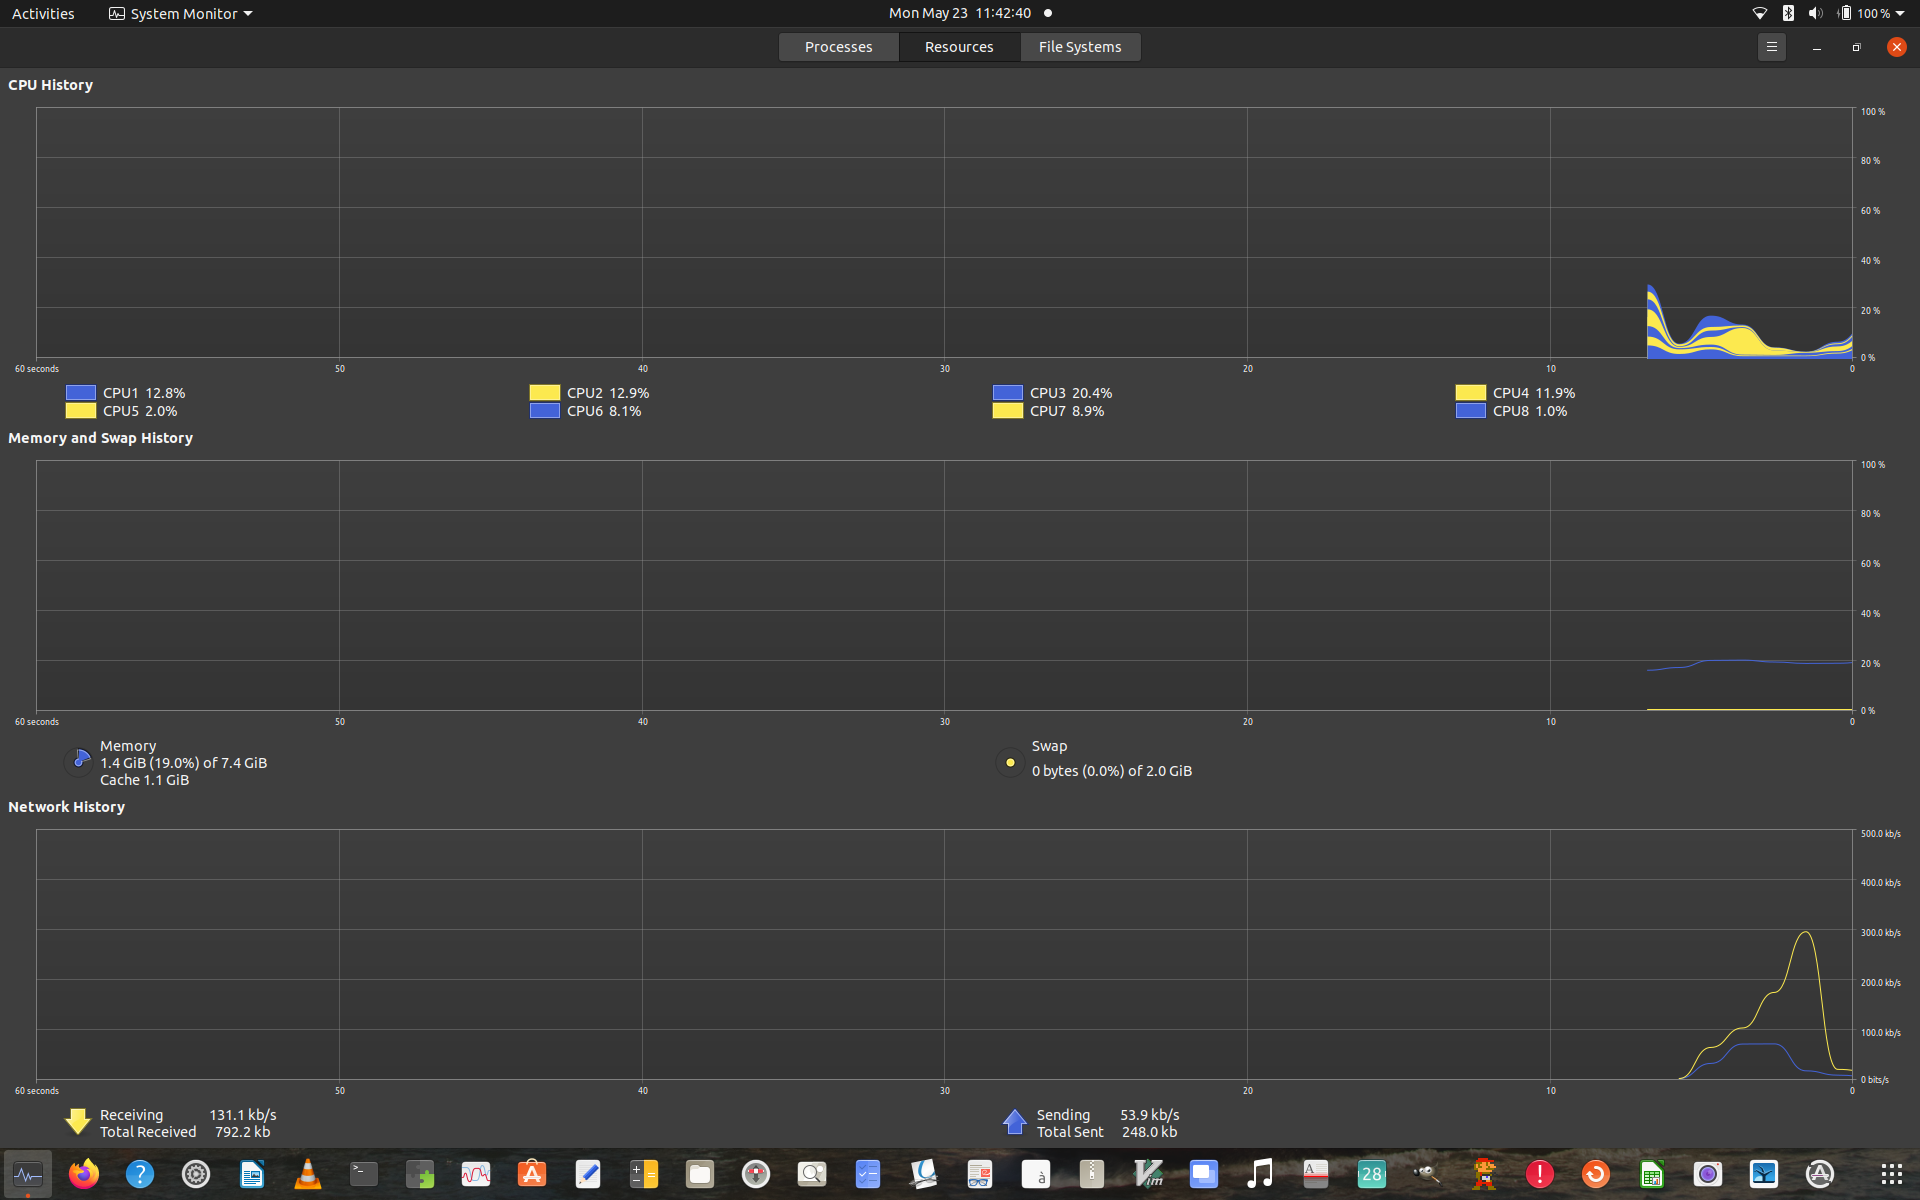 Activities System Monitor Mon May 23 11:42:40 100 %
Processes Resources File Systems
CPU History
100 %
80 %
60 %
40 %
20 %
0 %
60 seconds 50 40 30 20 10 0
CPU1 12.8% CPU2 12.9% CPU3 20.4% CPU4 11.9%
CPU5 2.0% CPU6 8.1% CPU7 8.9% CPU8 1.0%
Memory and Swap History
100 %
80 %
60 %
40 %
20 %
0 %
60 seconds 50 40 30 20 10 0
Memory Swap
1.4 GiB (19.0%) of 7.4 GiB 0 bytes (0.0%) of 2.0 GiB
Cache 1.1 GiB
Network History
500.0 kb/s
400.0 kb/s
300.0 kb/s
200.0 kb/s
100.0 kb/s
0 bits/s
60 seconds 50 40 30 20 10 0
Receiving 131.1 kb/s Sending 53.9 kb/s
Total Received 792.2 kb Total Sent 248.0 kb
? >_ à Vim A 28 !